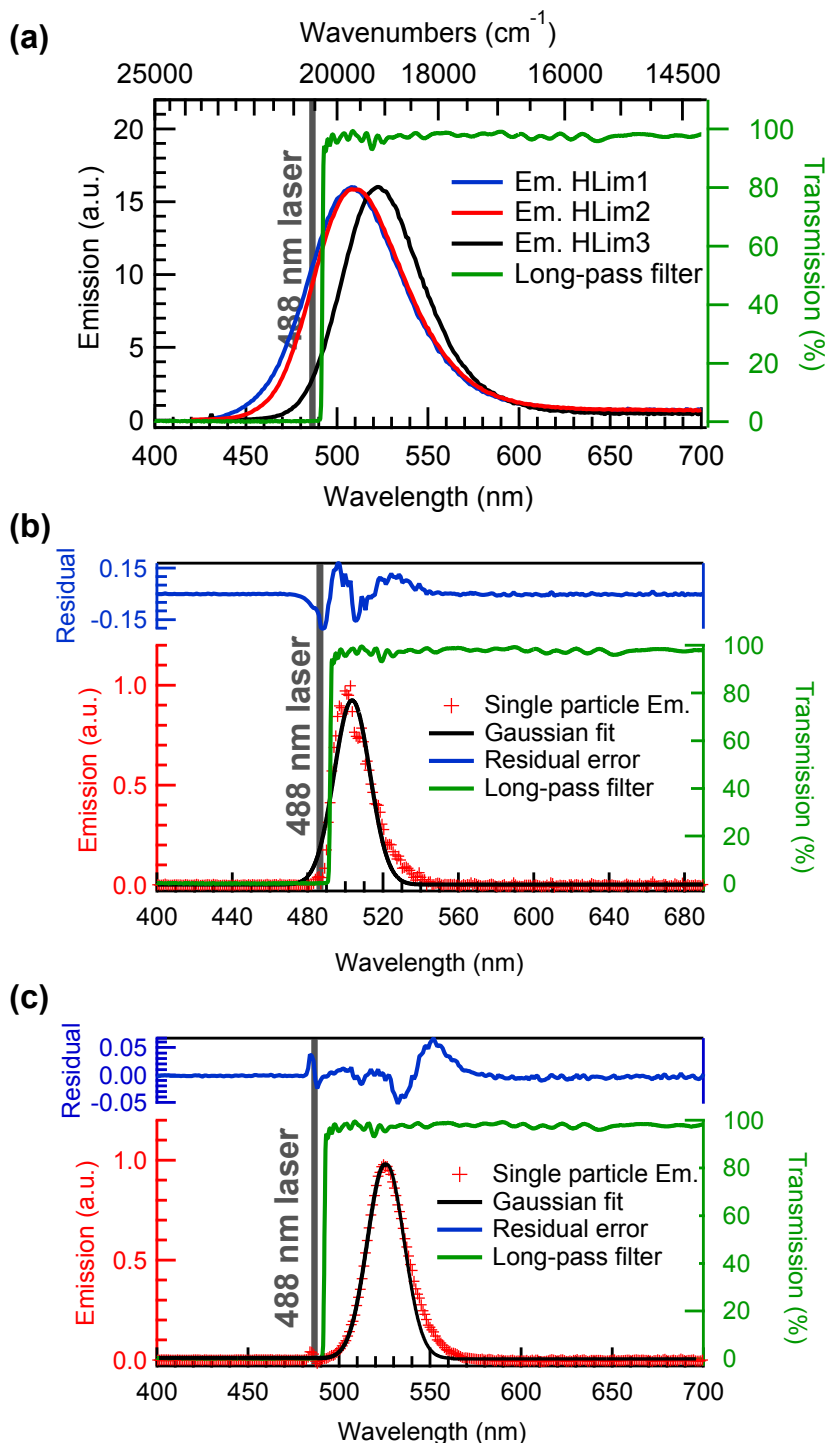 (a)
Wavenumbers (cm-1)
25000 20000 18000 16000 14000
20
15
10
5
0
Emission (a.u.)
488 nm laser
Em. HLim1
Em. HLim2
Em. HLim3
Long-pass filter
100
80
60
40
20
0
Transmission (%)
400 450 500 550 600 650 700
Wavelength (nm)
(b)
Residual
0.15
-0.15
1.0
0.5
0.0
Emission (a.u.)
488 nm laser
Single particle Em.
Gaussian fit
Residual error
Long-pass filter
100
80
60
40
20
0
Transmission (%)
400 440 480 520 560 600 640 680
Wavelength (nm)
(c)
Residual
0.05
0.00
-0.05
1.0
0.5
0.0
Emission (a.u.)
488 nm laser
Single particle Em.
Gaussian fit
Residual error
Long-pass filter
100
80
60
40
20
0
Transmission (%)
400 450 500 550 600 650 700
Wavelength (nm)